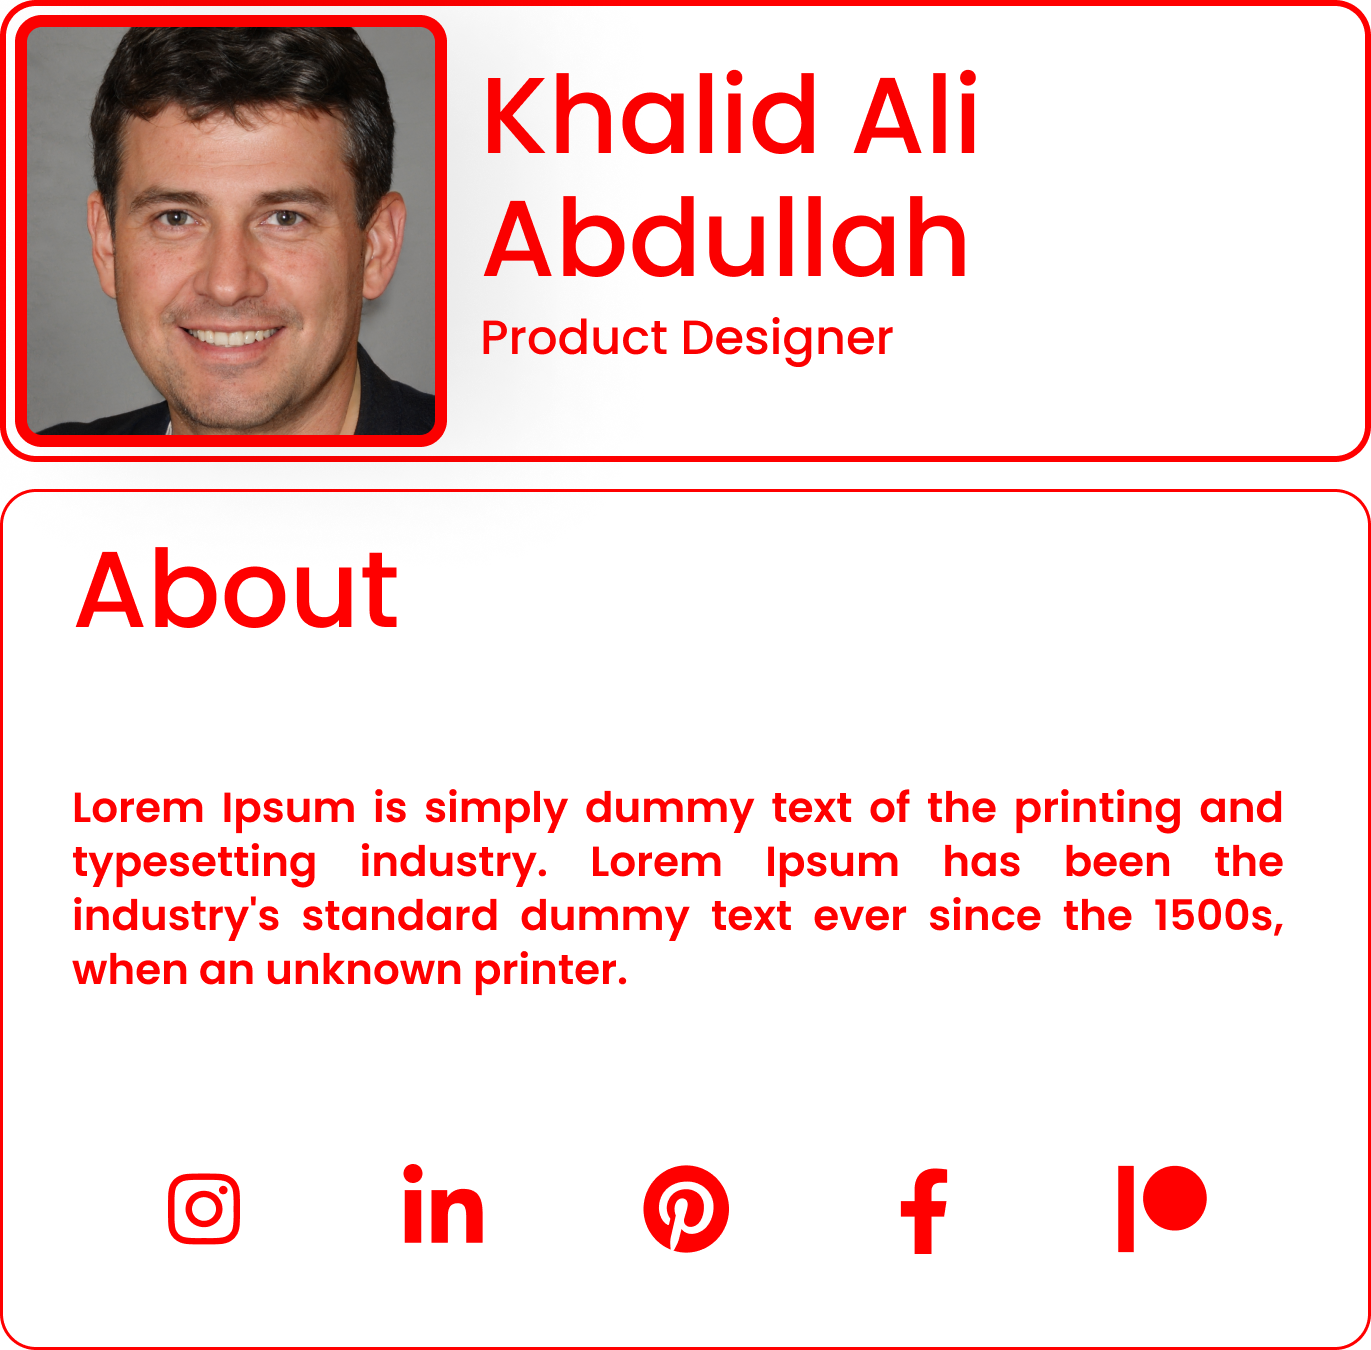 Khalid Ali
Abdullah
Product Designer
About
Lorem Ipsum is simply dummy text of the printing and
typesetting industry. Lorem Ipsum has been the
industry's standard dummy text ever since the 1500s,
when an unknown printer.